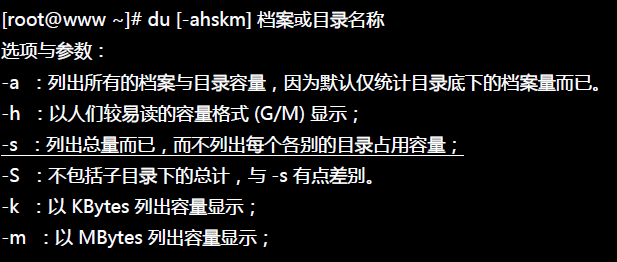 [root@www ~]# du [-ahskm] 档案或目录名称
选项与参数：
-a ：列出所有的档案与目录容量，因为默认仅统计目录底下的档案量而已。
-h ：以人们较易读的容量格式 (G/M) 显示；
-s ：列出总量而已，而不列出每个各别的目录占用容量；
-S ：不包括子目录下的总计，与 -s 有点差别。
-k ：以 KBytes 列出容量显示；
-m ：以 MBytes 列出容量显示；